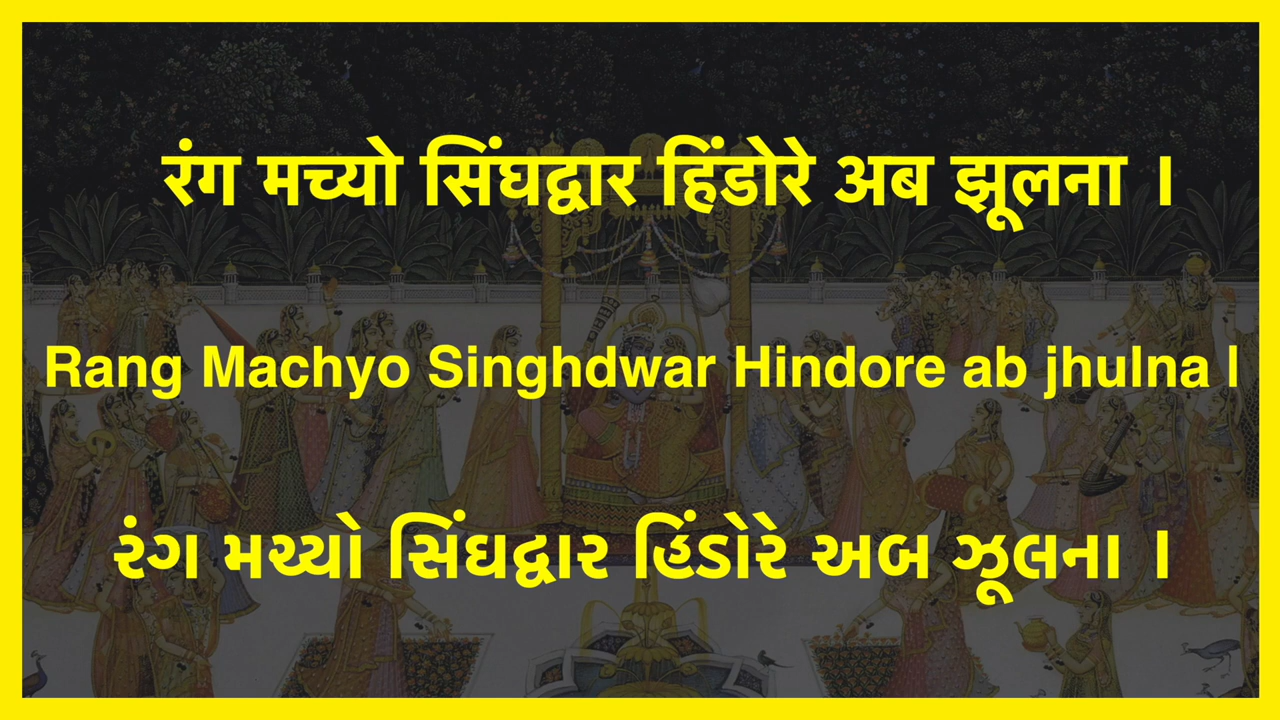 रंग मच्यो सिंघद्वार हिंडोरे अब झूलना ।
Rang Machyo Singhdwar Hindore ab jhulna l
રંગ મચ્યો સિંઘદ્વાર હિંડોરે અબ ઝૂલના ।